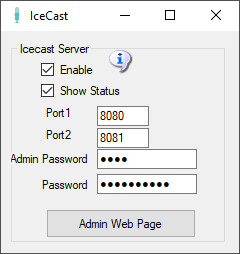 IceCast
Icecast Server
Enable
Show Status
Port1 8080
Port2 8081
Admin Password ●●●●
Password ●●●●●●●●●●
Admin Web Page